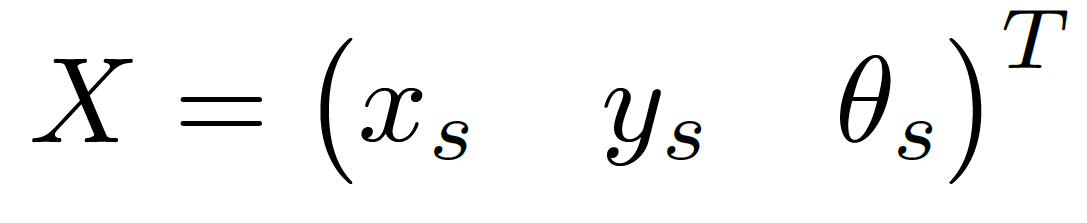 X = (x_s y_s θ_s)^T